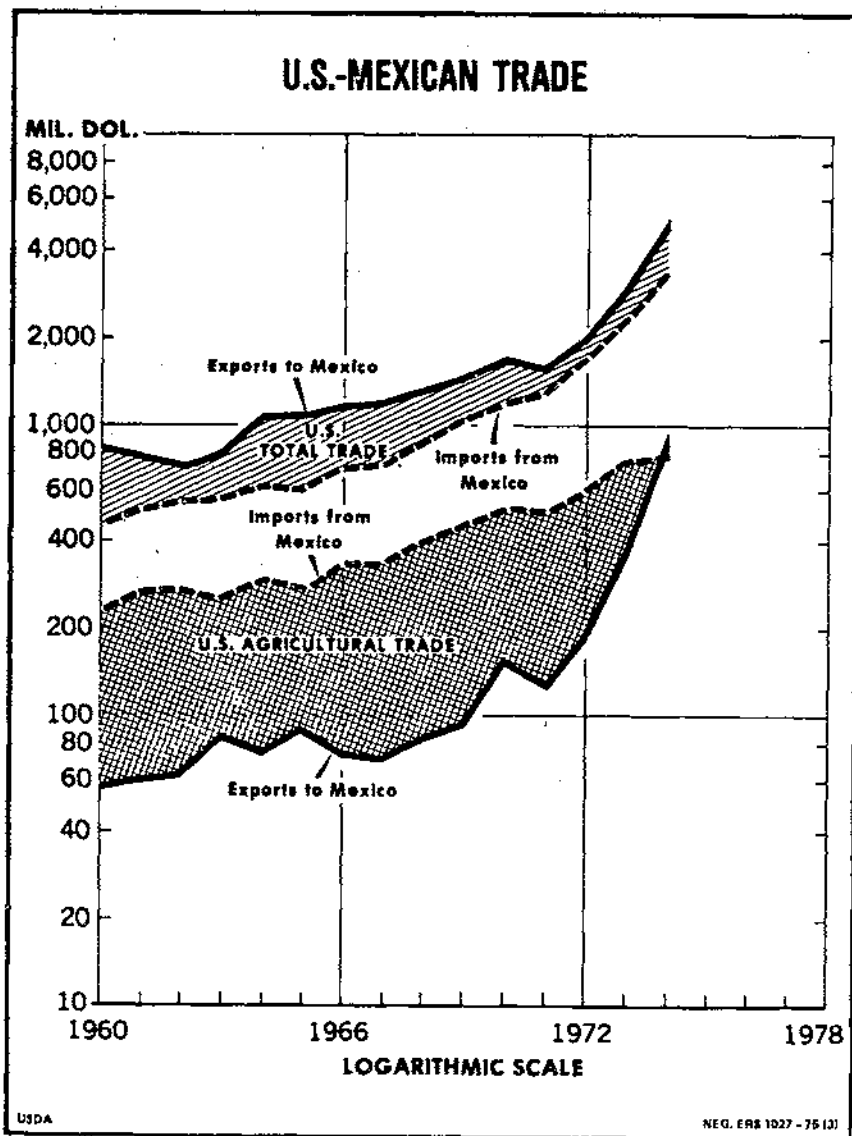 U.S.-MEXICAN TRADE
MIL. DOL.
8,000
6,000
4,000
2,000
Exports to Mexico
1,000
U.S.
TOTAL TRADE
800
Imports from
Mexico
600
Imports from
Mexico
400
200
U.S. AGRICULTURAL TRADE
100
80
60
Exports to Mexico
40
20
10
1960 1966 1972 1978
LOGARITHMIC SCALE
USDA NEG. ERS 1027 - 75 (3)